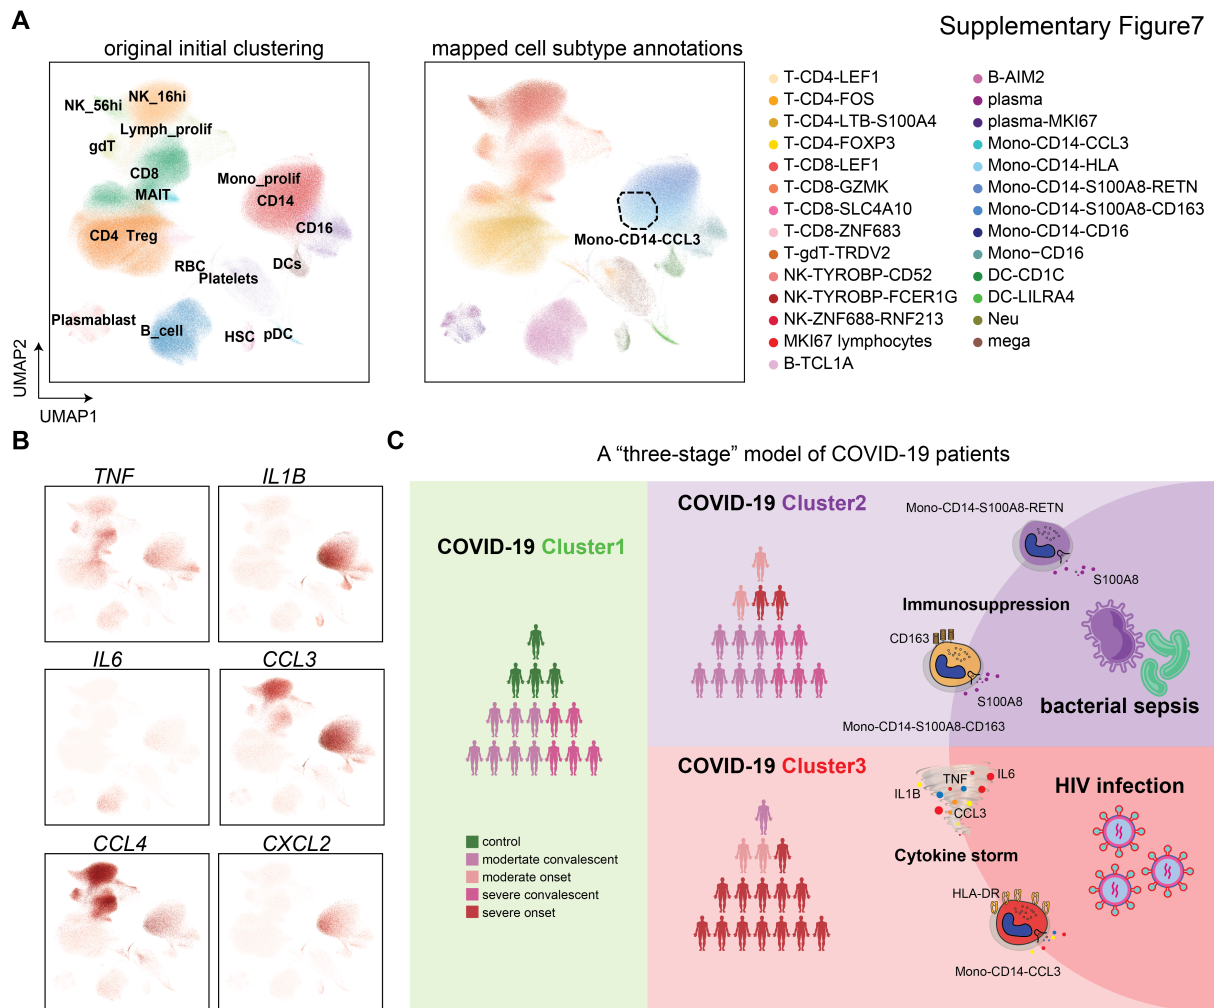 A
Supplementary Figure7
original initial clustering
NK_56hi
NK_16hi
Lymph_prolif
gdT
CD8
MAIT
CD4 Treg
Mono_prolif
CD14
CD16
RBC
Platelets
DCs
Plasmablast
B_cell
HSC
pDC
UMAP2
UMAP1
mapped cell subtype annotations
Mono-CD14-CCL3
T-CD4-LEF1
T-CD4-FOS
T-CD4-LTB-S100A4
T-CD4-FOXP3
T-CD8-LEF1
T-CD8-GZMK
T-CD8-SLC4A10
T-CD8-ZNF683
T-gdT-TRDV2
NK-TYROBP-CD52
NK-TYROBP-FCER1G
NK-ZNF688-RNF213
MKI67 lymphocytes
B-TCL1A
B-AIM2
plasma
plasma-MKI67
Mono-CD14-CCL3
Mono-CD14-HLA
Mono-CD14-S100A8-RETN
Mono-CD14-S100A8-CD163
Mono-CD14-CD16
Mono−CD16
DC-CD1C
DC-LILRA4
Neu
mega
B
TNF
IL1B
IL6
CCL3
CCL4
CXCL2
C
A “three-stage” model of COVID-19 patients
COVID-19 Cluster1
control
modertate convalescent
moderate onset
severe convalescent
severe onset
COVID-19 Cluster2
Mono-CD14-S100A8-RETN
S100A8
Immunosuppression
CD163
S100A8
Mono-CD14-S100A8-CD163
bacterial sepsis
COVID-19 Cluster3
TNF
IL6
IL1B
CCL3
Cytokine storm
HIV infection
HLA-DR
Mono-CD14-CCL3